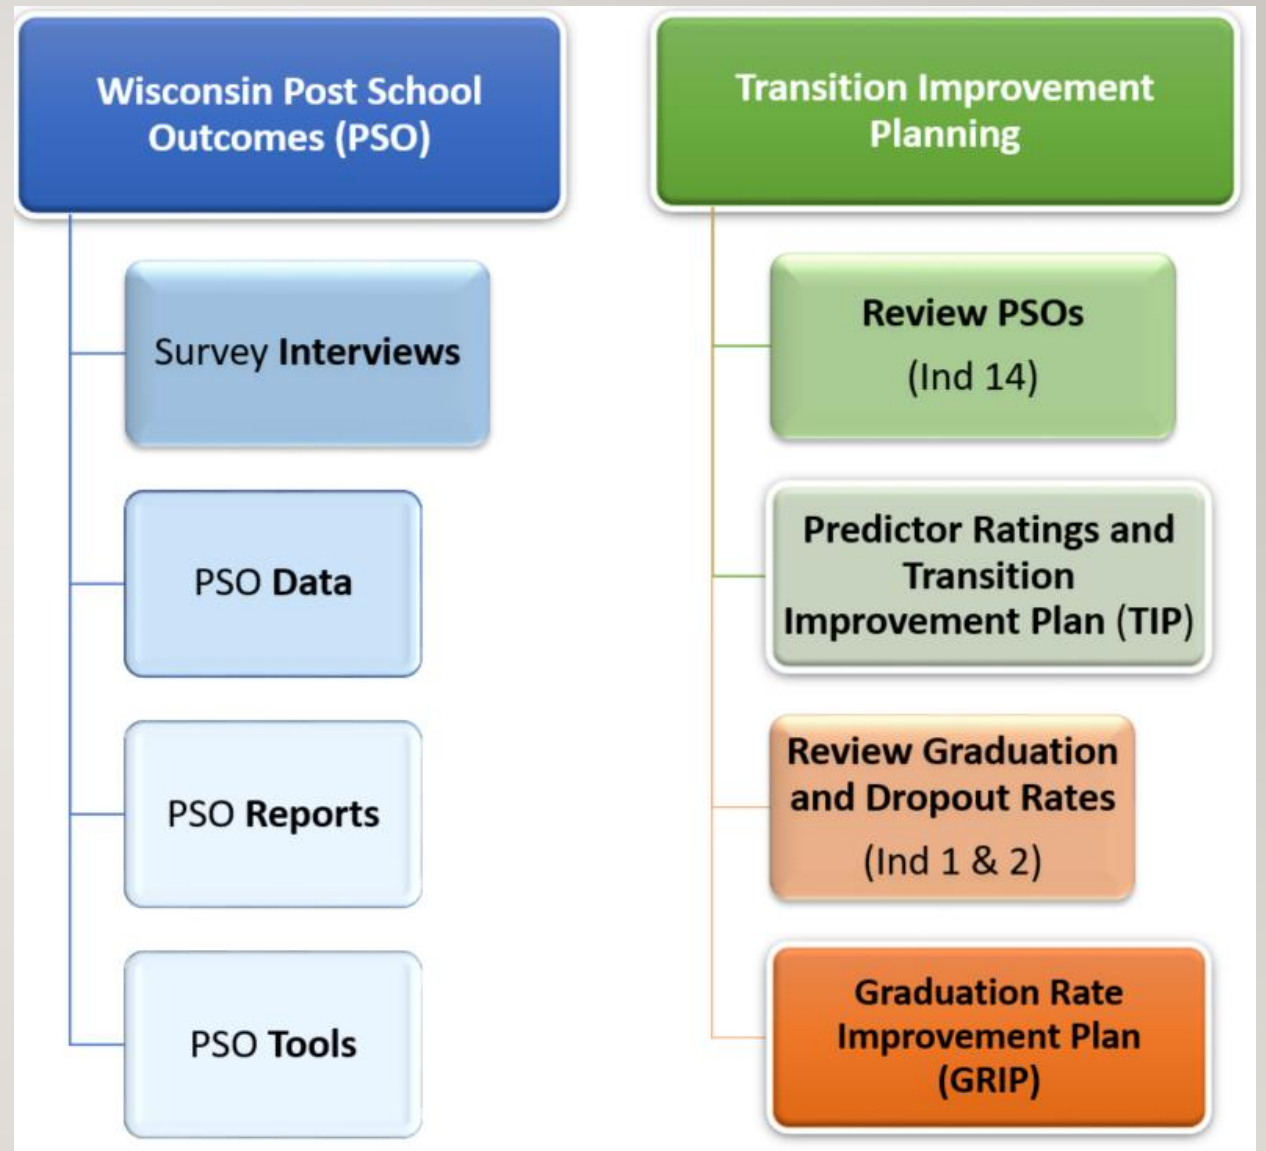 Wisconsin Post School
Outcomes (PSO)
Survey Interviews
PSO Data
PSO Reports
PSO Tools
Transition Improvement
Planning
Review PSOs
(Ind 14)
Predictor Ratings and
Transition
Improvement Plan (TIP)
Review Graduation
and Dropout Rates
(Ind 1 & 2)
Graduation Rate
Improvement Plan
(GRIP)